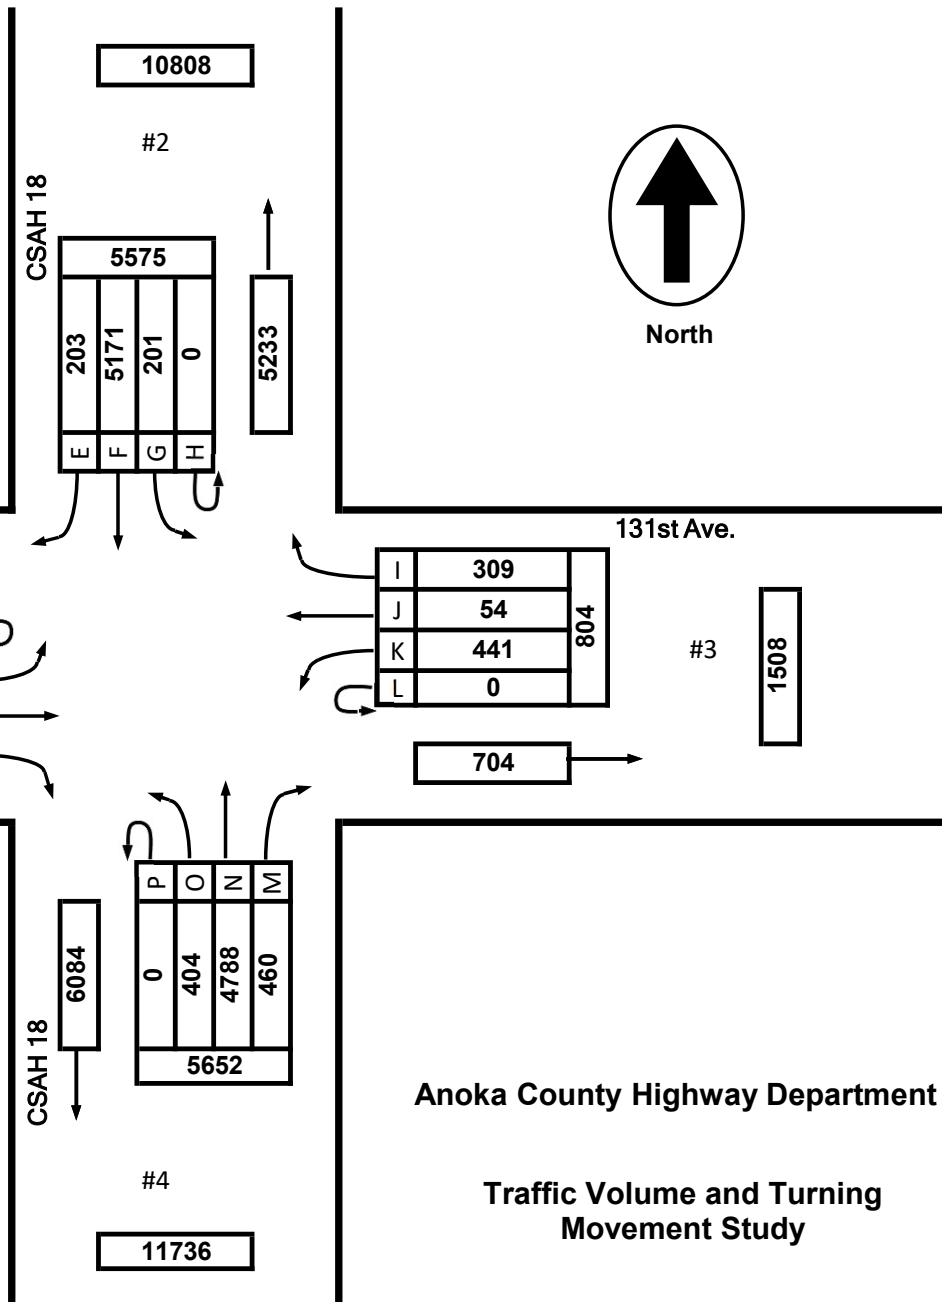 10808
#2
CSAH 18
5575
203
5171
201
0
E
F
G
H
5233
North
131st Ave.
I 309
J 54
K 441
L 0
804
#3
1508
704
P
O
N
M
0
404
4788
460
5652
6084
CSAH 18
#4
11736
Anoka County Highway Department
Traffic Volume and Turning
Movement Study